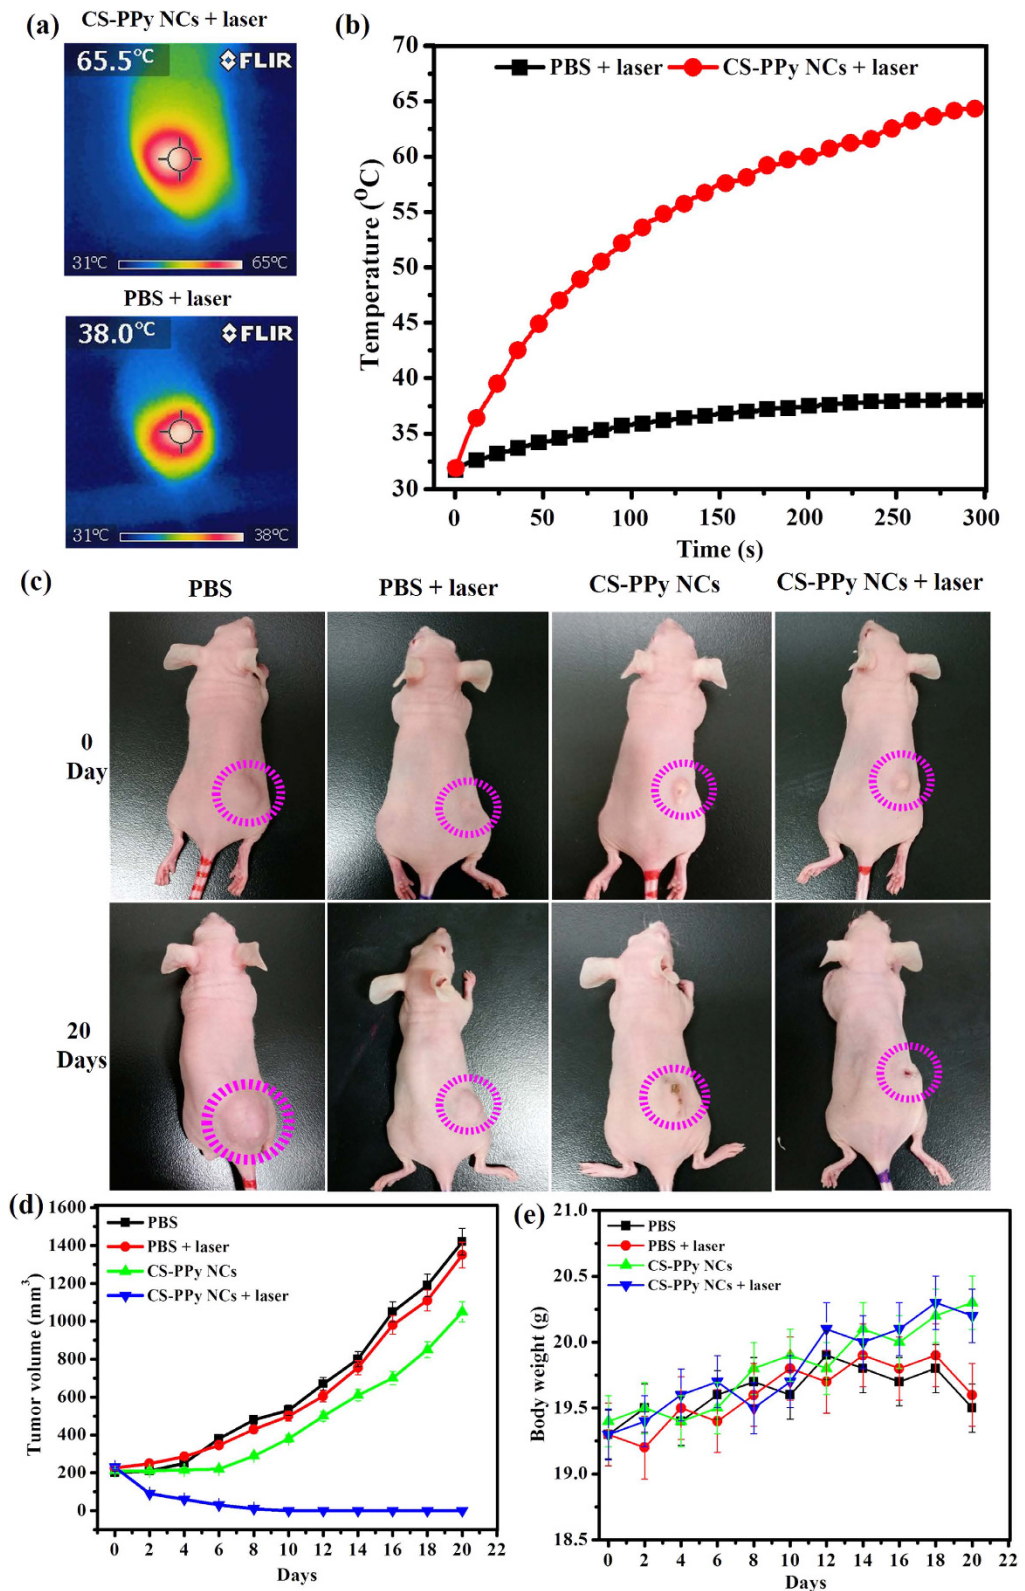 (a)
CS-PPy NCs + laser
65.5°C
FLIR
31°C
65°C
PBS + laser
38.0°C
FLIR
31°C
38°C
(b)
PBS + laser
CS-PPy NCs + laser
Temperature (⁰C)
70
65
60
55
50
45
40
35
30
0
50
100
150
200
250
300
Time (s)
(c)
PBS
PBS + laser
CS-PPy NCs
CS-PPy NCs + laser
0
Day
20
Days
(d)
PBS
PBS + laser
CS-PPy NCs
CS-PPy NCs + laser
Tumor volume (mm³)
1600
1400
1200
1000
800
600
400
200
0
0 2 4 6 8 10 12 14 16 18 20 22
Days
(e)
PBS
PBS + laser
CS-PPy NCs
CS-PPy NCs + laser
Body weight (g)
21.0
20.5
20.0
19.5
19.0
18.5
0 2 4 6 8 10 12 14 16 18 20 22
Days